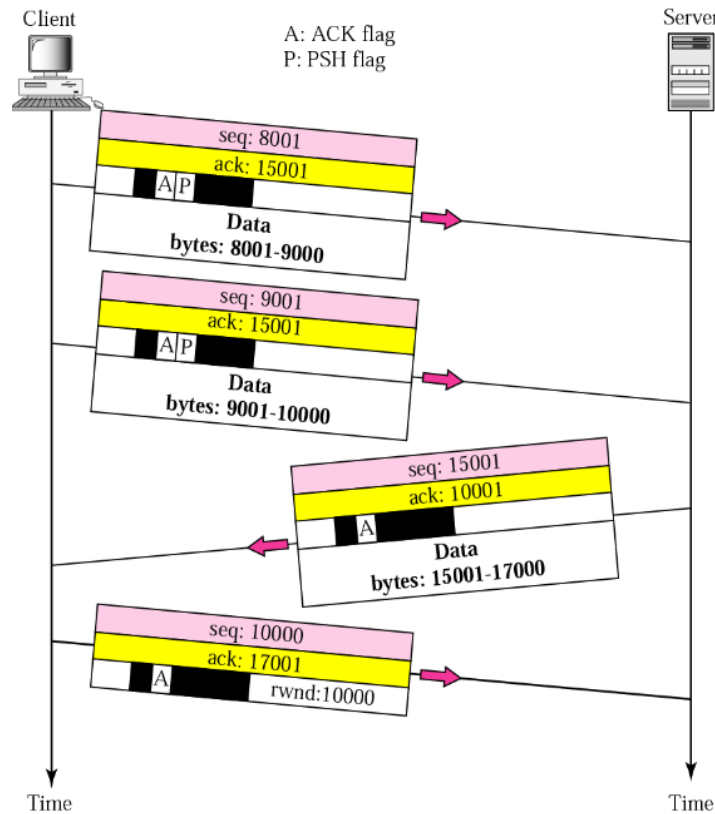 Client
Server
A: ACK flag
P: PSH flag
seq: 8001
ack: 15001
A P
Data
bytes: 8001-9000
seq: 9001
ack: 15001
A P
Data
bytes: 9001-10000
seq: 15001
ack: 10001
A
Data
bytes: 15001-17000
seq: 10000
ack: 17001
A
rwnd:10000
Time
Time